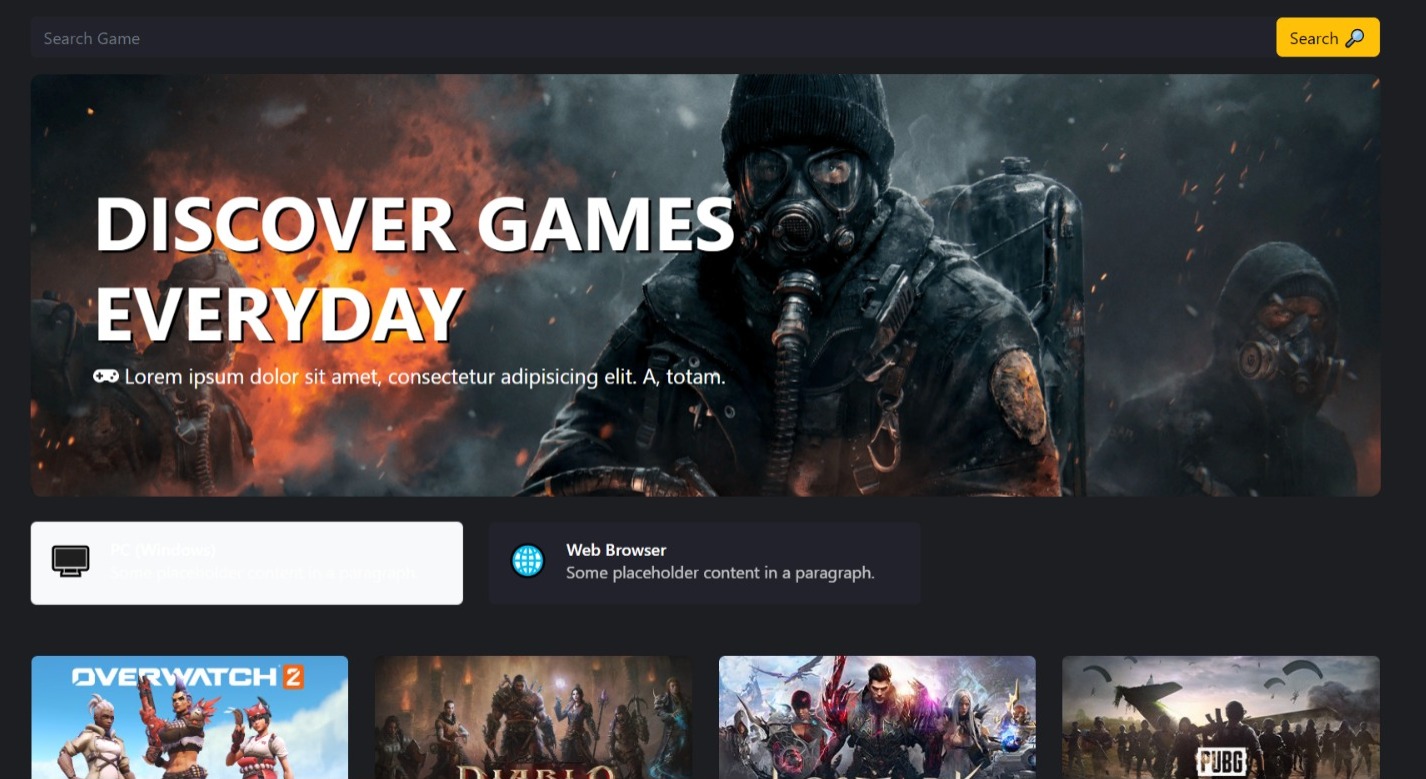 Search Game
Search
DISCOVER GAMES
EVERYDAY
Lorem ipsum dolor sit amet, consectetur adipisicing elit. A, totam.
PC (Windows)
Some placeholder content in a paragraph.
Web Browser
Some placeholder content in a paragraph.
OVERWATCH 2
DIABLO
PUBG